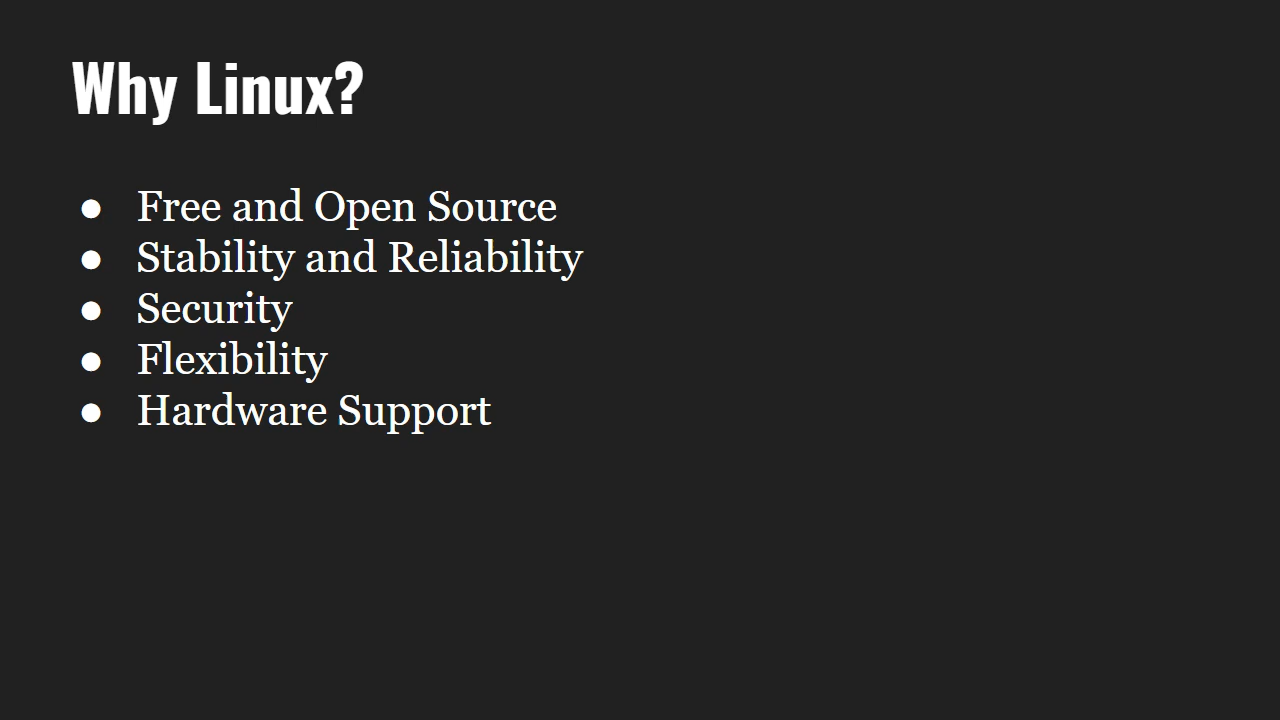 Why Linux?
● Free and Open Source
● Stability and Reliability
● Security
● Flexibility
● Hardware Support